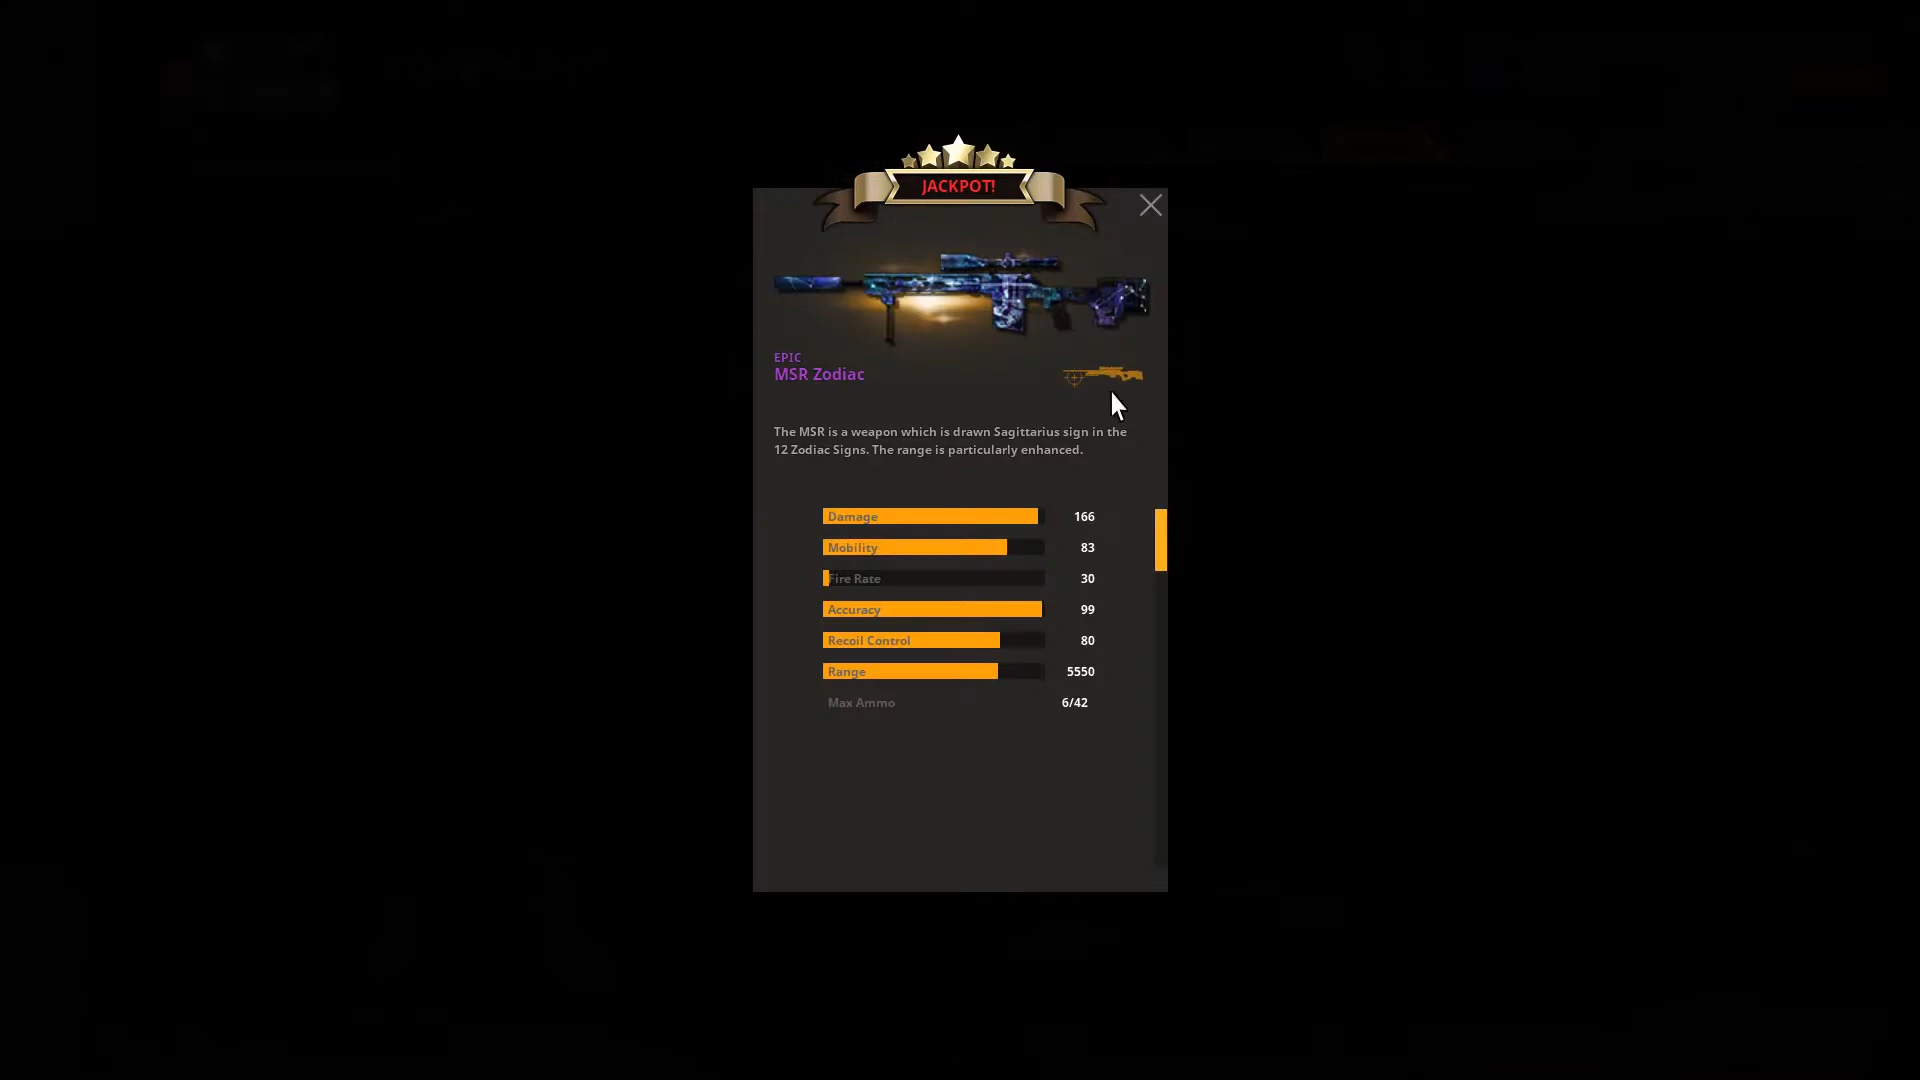 JACKPOT!
EPIC
MSR Zodiac
The MSR is a weapon which is drawn Sagittarius sign in the
12 Zodiac Signs. The range is particularly enhanced.
Damage 166
Mobility 83
Fire Rate 30
Accuracy 99
Recoil Control 80
Range 5550
Max Ammo 6/42